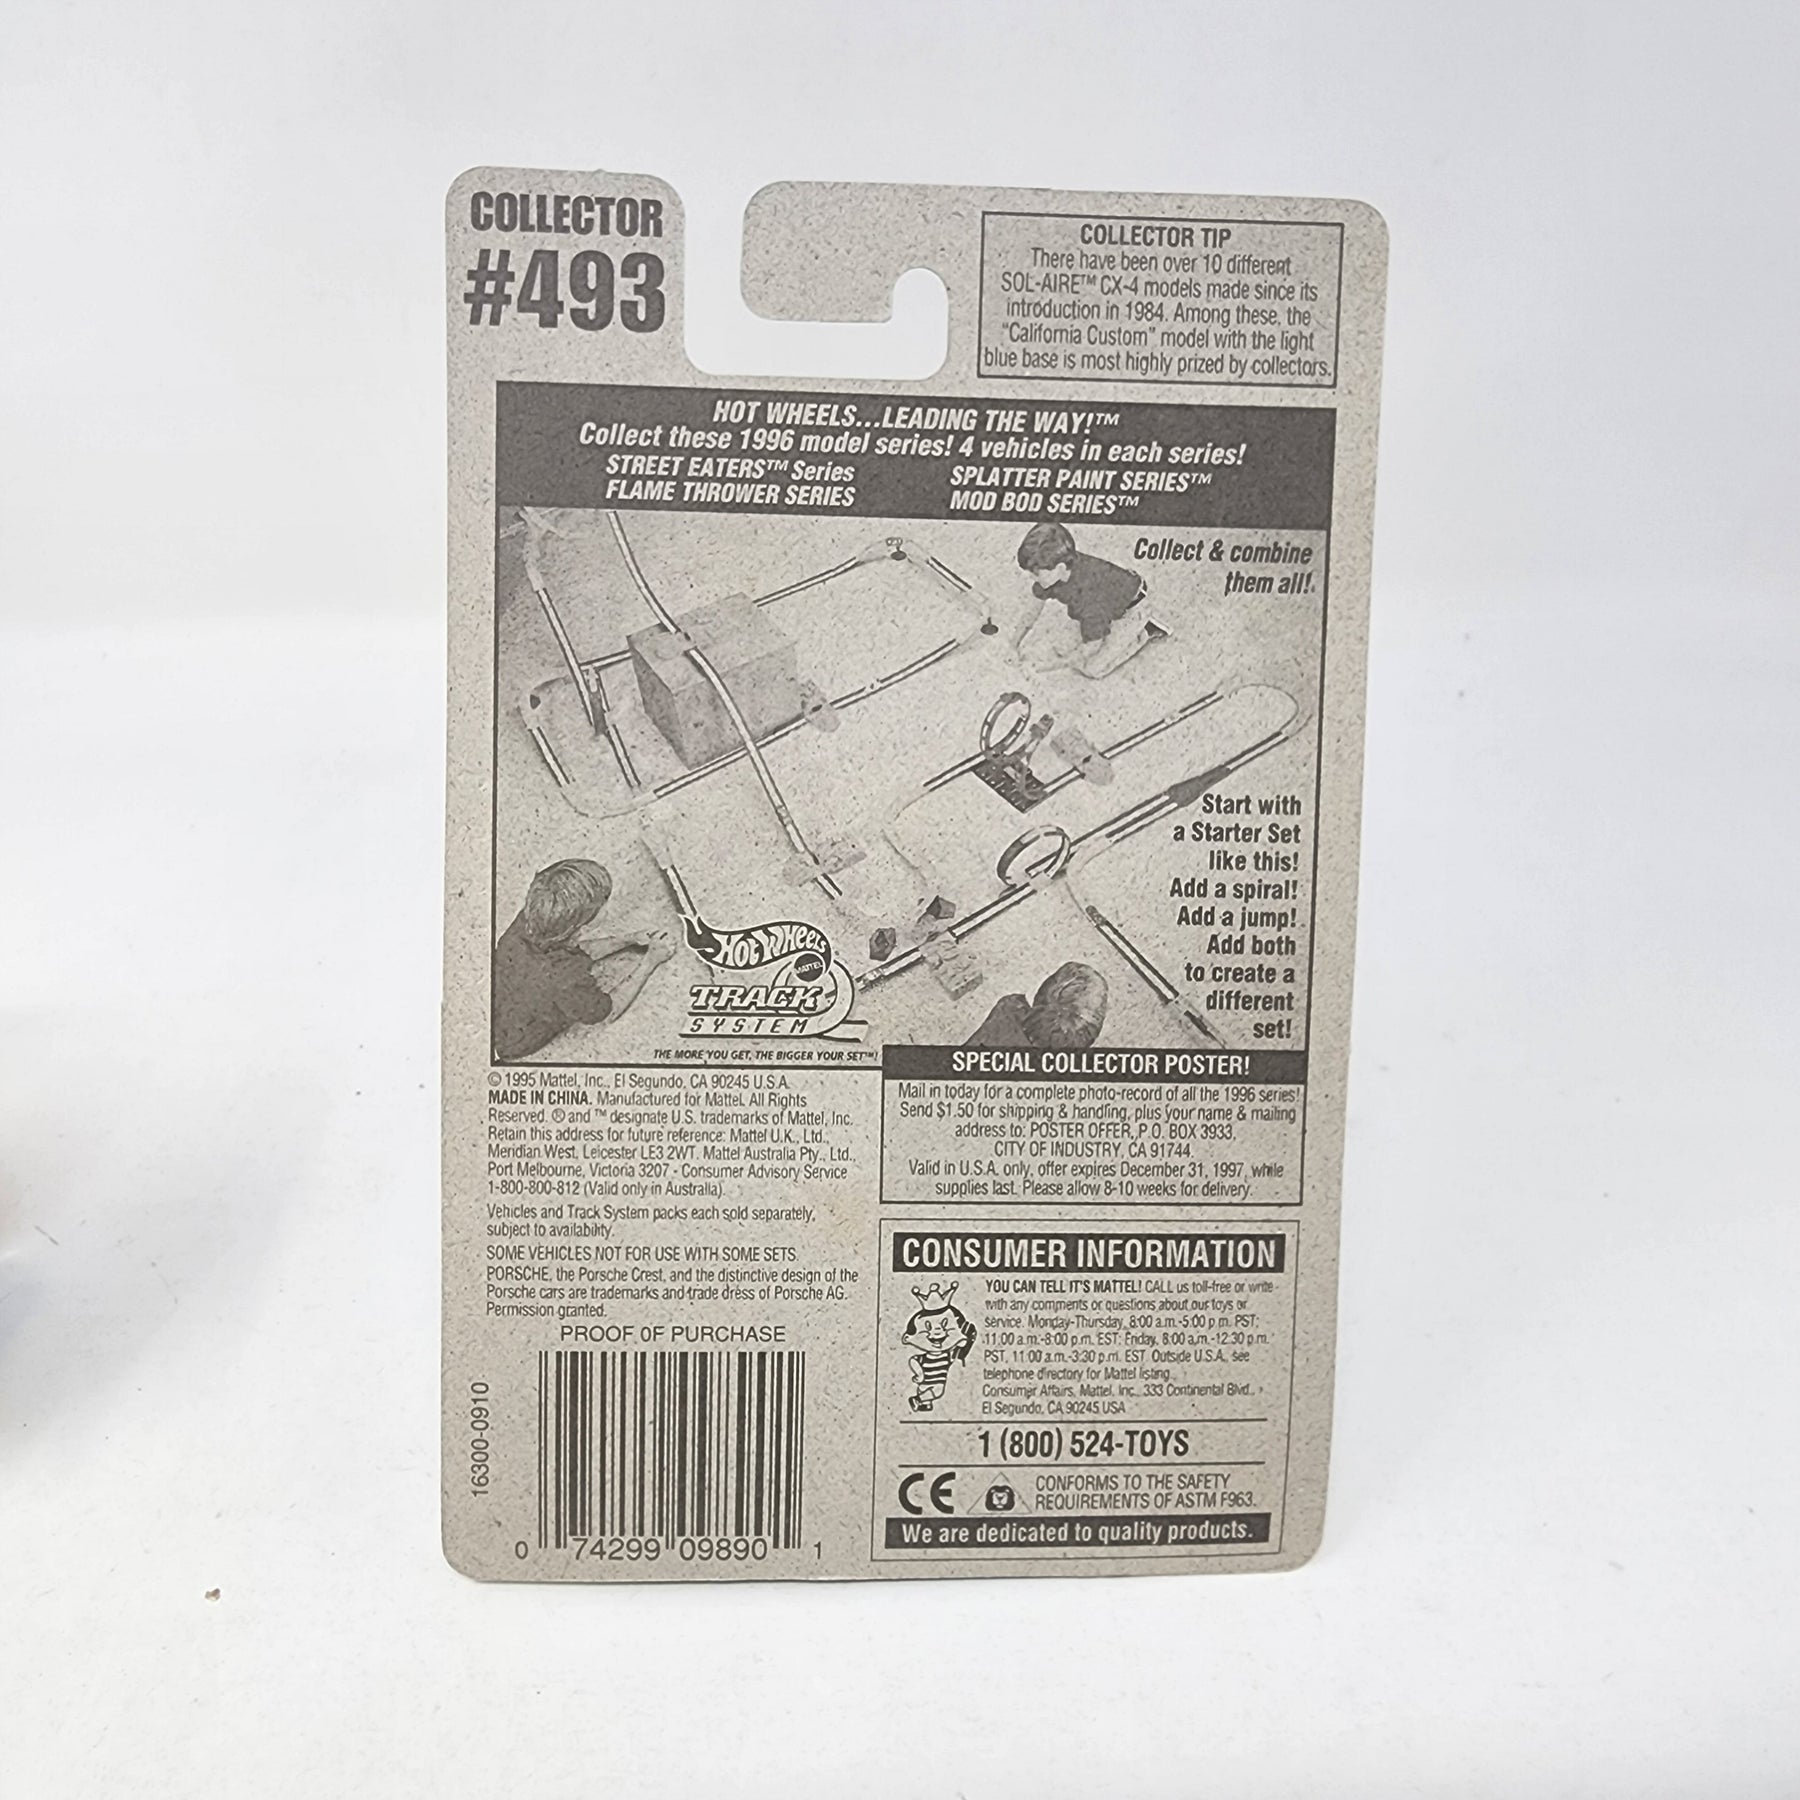 COLLECTOR
#493
COLLECTOR TIP
There have been over 10 different
SOL-AIRE™ CX-4 models made since its
introduction in 1984. Among these, the
"California Custom" model with the light
blue base is most highly prized by collectors.
HOT WHEELS...LEADING THE WAY!™
Collect these 1996 model series! 4 vehicles in each series!
STREET EATERS™ Series
FLAME THROWER SERIES
SPLATTER PAINT SERIES™
MOD BOD SERIES™
Collect & combine
them all!
Start with
a Starter Set
like this!
Add a spiral!
Add a jump!
Add both
to create a
different
set!
HOT WHEELS
MATTEL
TRACK
SYSTEM
THE MORE YOU GET, THE BIGGER YOUR SET™!
© 1995 Mattel, Inc., El Segundo, CA 90245 U.S.A.
MADE IN CHINA. Manufactured for Mattel. All Rights
Reserved. ® and ™ designate U.S. trademarks of Mattel, Inc.
Retain this address for future reference: Mattel U.K., Ltd.,
Meridian West, Leicester LE3 2WT. Mattel Australia Pty., Ltd.,
Port Melbourne, Victoria 3207 - Consumer Advisory Service
1-800-800-812 (Valid only in Australia).
Vehicles and Track System packs each sold separately,
subject to availability.
SOME VEHICLES NOT FOR USE WITH SOME SETS.
PORSCHE, the Porsche Crest, and the distinctive design of the
Porsche cars are trademarks and trade dress of Porsche AG.
Permission granted.
PROOF OF PURCHASE
16300-0910
0 74299 09890 1
SPECIAL COLLECTOR POSTER!
Mail in today for a complete photo-record of all the 1996 series!
Send $1.50 for shipping & handling, plus your name & mailing
address to: POSTER OFFER, P.O. BOX 3933,
CITY OF INDUSTRY, CA 91744.
Valid in U.S.A. only, offer expires December 31, 1997, while
supplies last. Please allow 8-10 weeks for delivery.
CONSUMER INFORMATION
YOU CAN TELL IT'S MATTEL! CALL us toll-free or write
with any comments or questions about our toys or
service. Monday-Thursday, 8:00 a.m.-5:00 p.m. PST;
11:00 a.m.-8:00 p.m. EST; Friday, 8:00 a.m.-12:30 p.m.
PST, 11:00 a.m.-3:30 p.m. EST. Outside U.S.A., see
telephone directory for Mattel listing.
Consumer Affairs, Mattel, Inc., 333 Continental Blvd.,
El Segundo, CA 90245 USA
1 (800) 524-TOYS
CE
CONFORMS TO THE SAFETY
REQUIREMENTS OF ASTM F963.
We are dedicated to quality products.